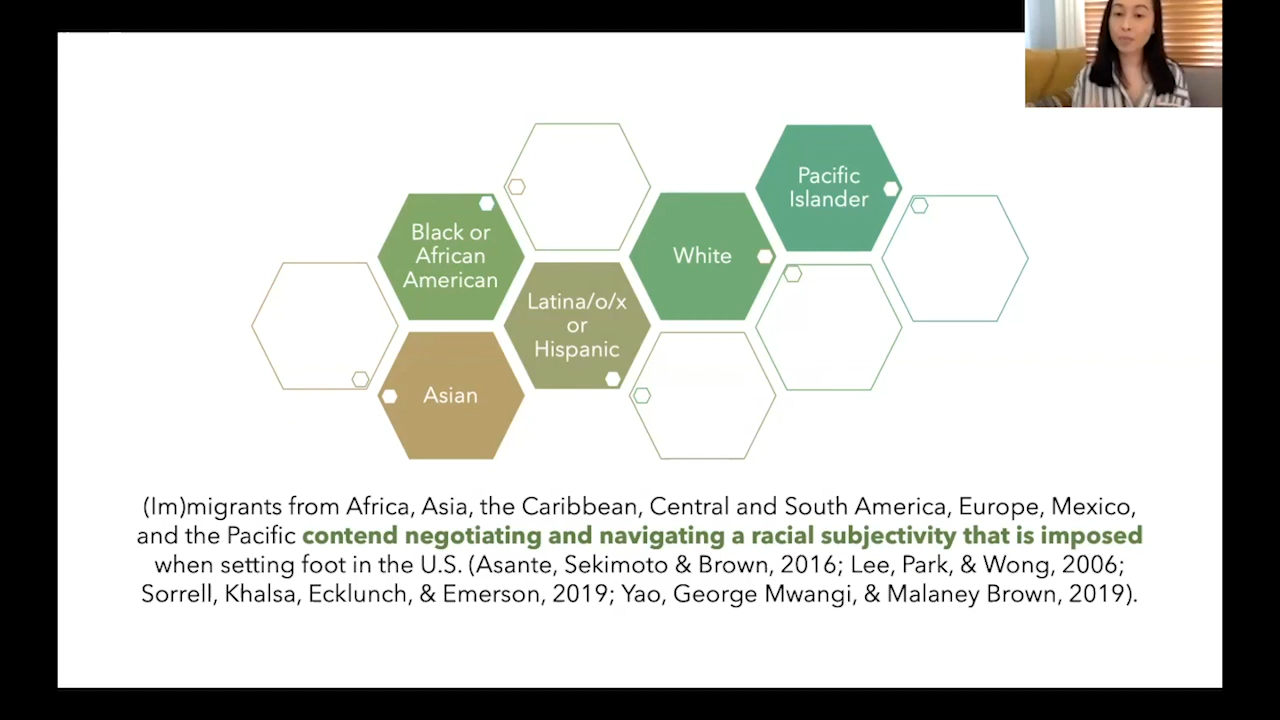 Pacific
Islander
Black or
African
American
White
Latina/o/x
or
Hispanic
Asian
(Im)migrants from Africa, Asia, the Caribbean, Central and South America, Europe, Mexico,
and the Pacific contend negotiating and navigating a racial subjectivity that is imposed
when setting foot in the U.S. (Asante, Sekimoto & Brown, 2016; Lee, Park, & Wong, 2006;
Sorrell, Khalsa, Ecklunch, & Emerson, 2019; Yao, George Mwangi, & Malaney Brown, 2019).